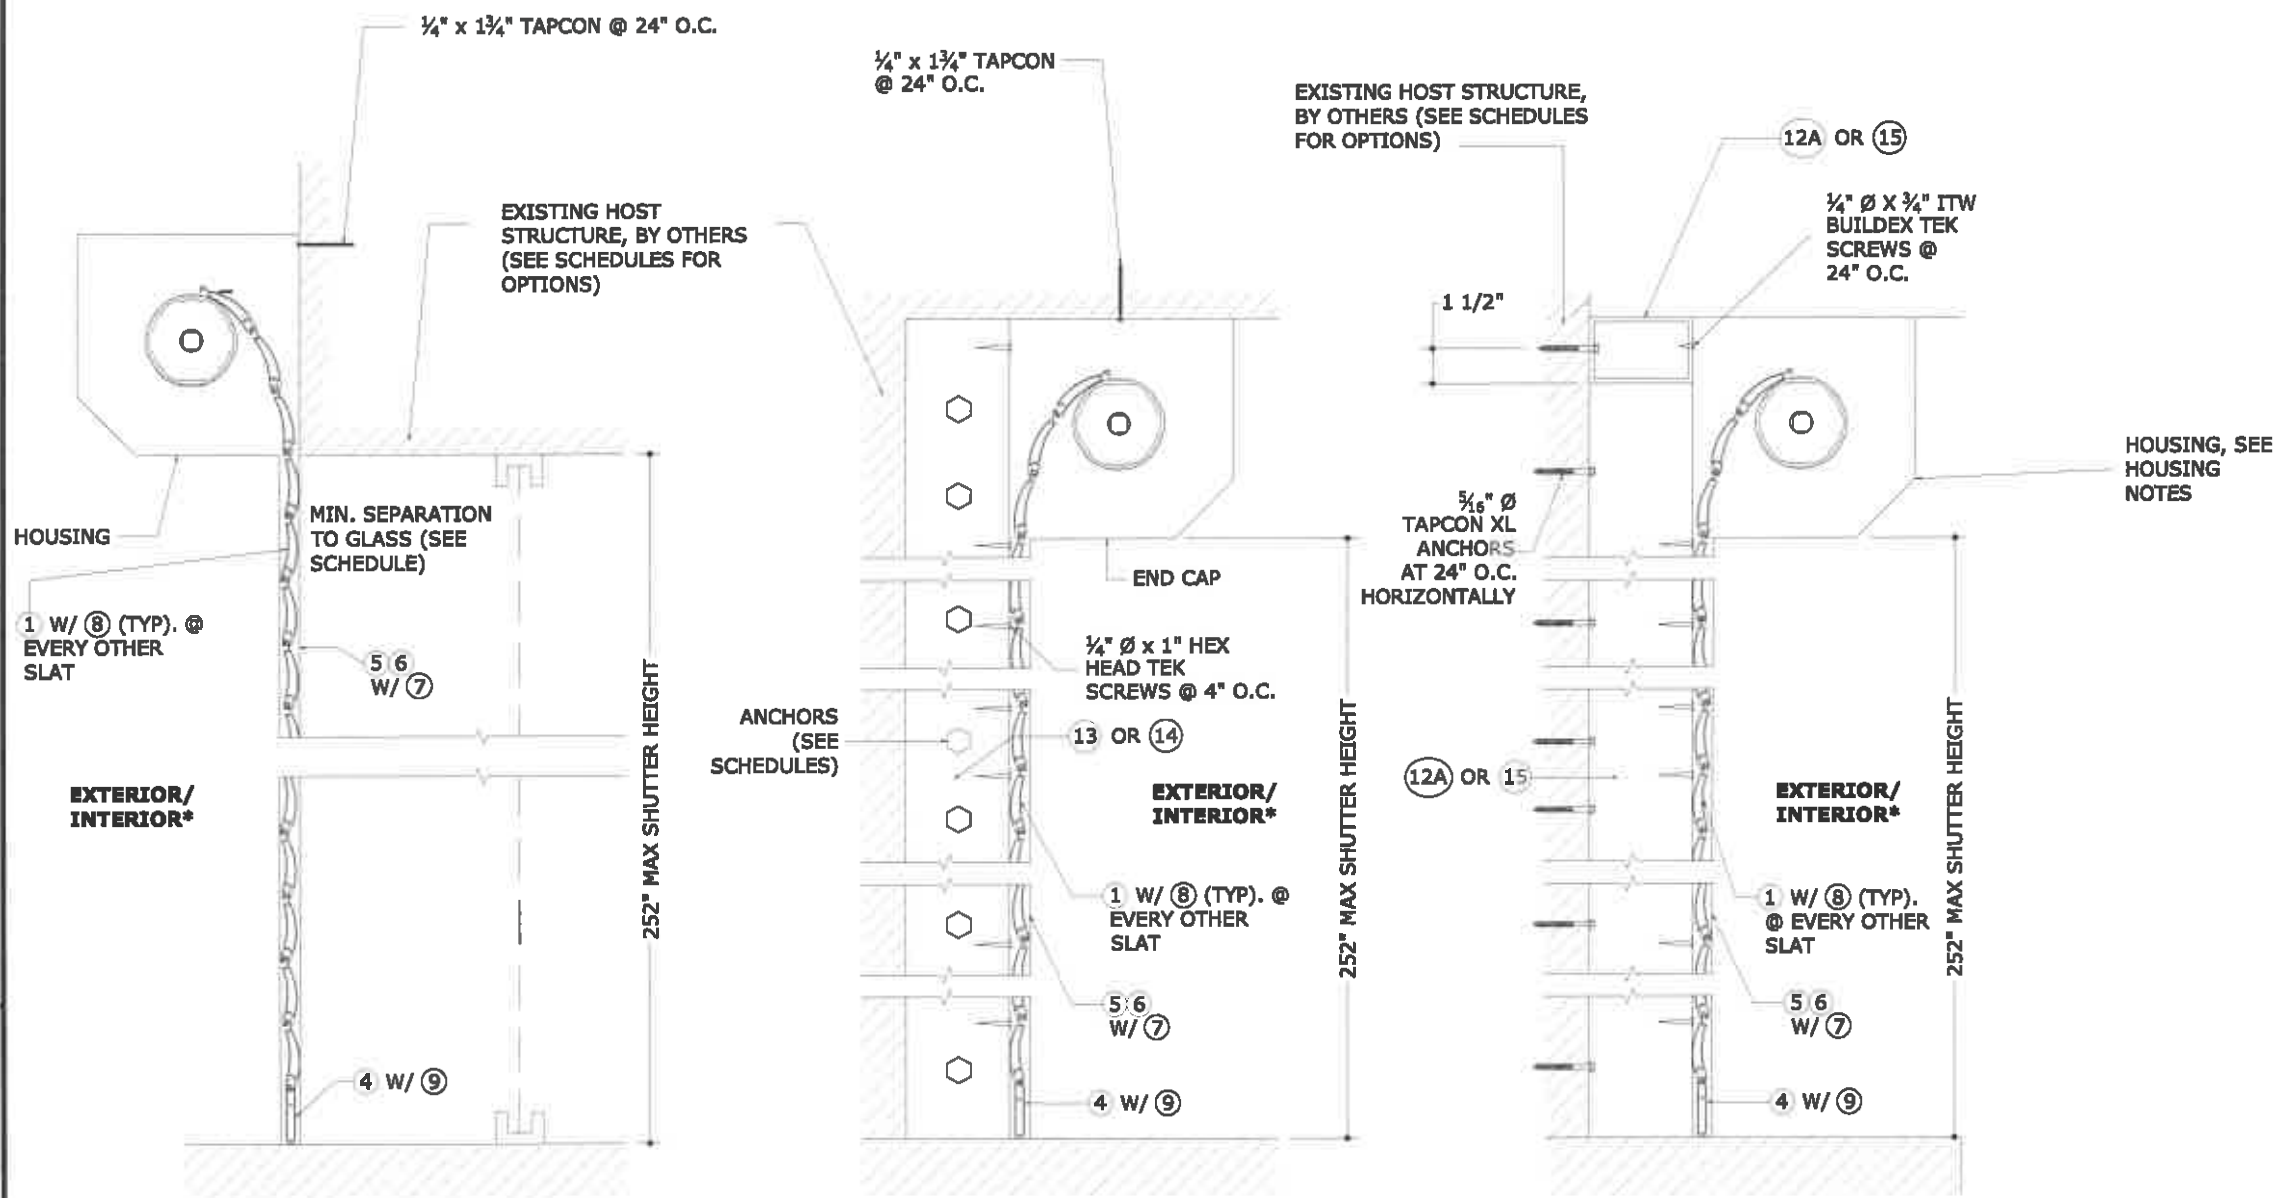 ¼" x 1¾" TAPCON @ 24" O.C.
EXISTING HOST
STRUCTURE, BY OTHERS
(SEE SCHEDULES FOR
OPTIONS)
HOUSING
MIN. SEPARATION
TO GLASS (SEE
SCHEDULE)
1 W/ 8 (TYP). @
EVERY OTHER
SLAT
5 6
W/ 7
EXTERIOR/
INTERIOR*
4 W/ 9
252" MAX SHUTTER HEIGHT
¼" x 1¾" TAPCON
@ 24" O.C.
END CAP
¼" Ø x 1" HEX
HEAD TEK
SCREWS @ 4" O.C.
ANCHORS
(SEE
SCHEDULES)
13 OR 14
EXTERIOR/
INTERIOR*
1 W/ 8 (TYP). @
EVERY OTHER
SLAT
5 6
W/ 7
4 W/ 9
252" MAX SHUTTER HEIGHT
EXISTING HOST STRUCTURE,
BY OTHERS (SEE SCHEDULES
FOR OPTIONS)
12A OR 15
¼" Ø X ¾" ITW
BUILDEX TEK
SCREWS @
24" O.C.
1 1/2"
HOUSING, SEE
HOUSING
NOTES
5⁄16" Ø
TAPCON XL
ANCHORS
AT 24" O.C.
HORIZONTALLY
12A OR 15
EXTERIOR/
INTERIOR*
1 W/ 8 (TYP).
@ EVERY OTHER
SLAT
5 6
W/ 7
4 W/ 9
252" MAX SHUTTER HEIGHT